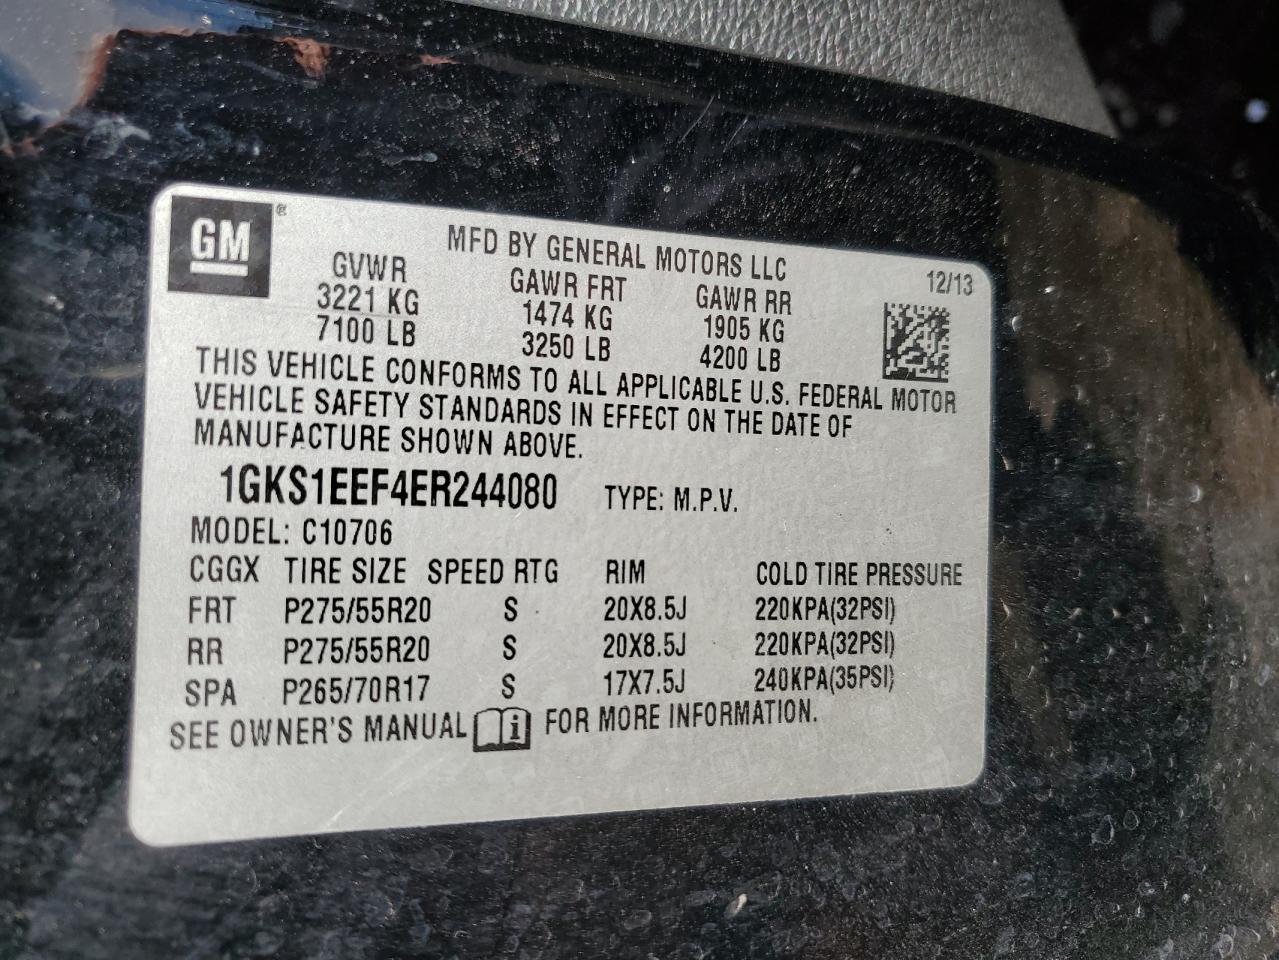 GM ®
MFD BY GENERAL MOTORS LLC
12/13
GVWR GAWR FRT GAWR RR
3221 KG 1474 KG 1905 KG
7100 LB 3250 LB 4200 LB
THIS VEHICLE CONFORMS TO ALL APPLICABLE U.S. FEDERAL MOTOR
VEHICLE SAFETY STANDARDS IN EFFECT ON THE DATE OF
MANUFACTURE SHOWN ABOVE.
1GKS1EEF4ER244080 TYPE: M.P.V.
MODEL: C10706
CGGX TIRE SIZE SPEED RTG RIM COLD TIRE PRESSURE
FRT P275/55R20 S 20X8.5J 220KPA(32PSI)
RR P275/55R20 S 20X8.5J 220KPA(32PSI)
SPA P265/70R17 S 17X7.5J 240KPA(35PSI)
SEE OWNER'S MANUAL i FOR MORE INFORMATION.